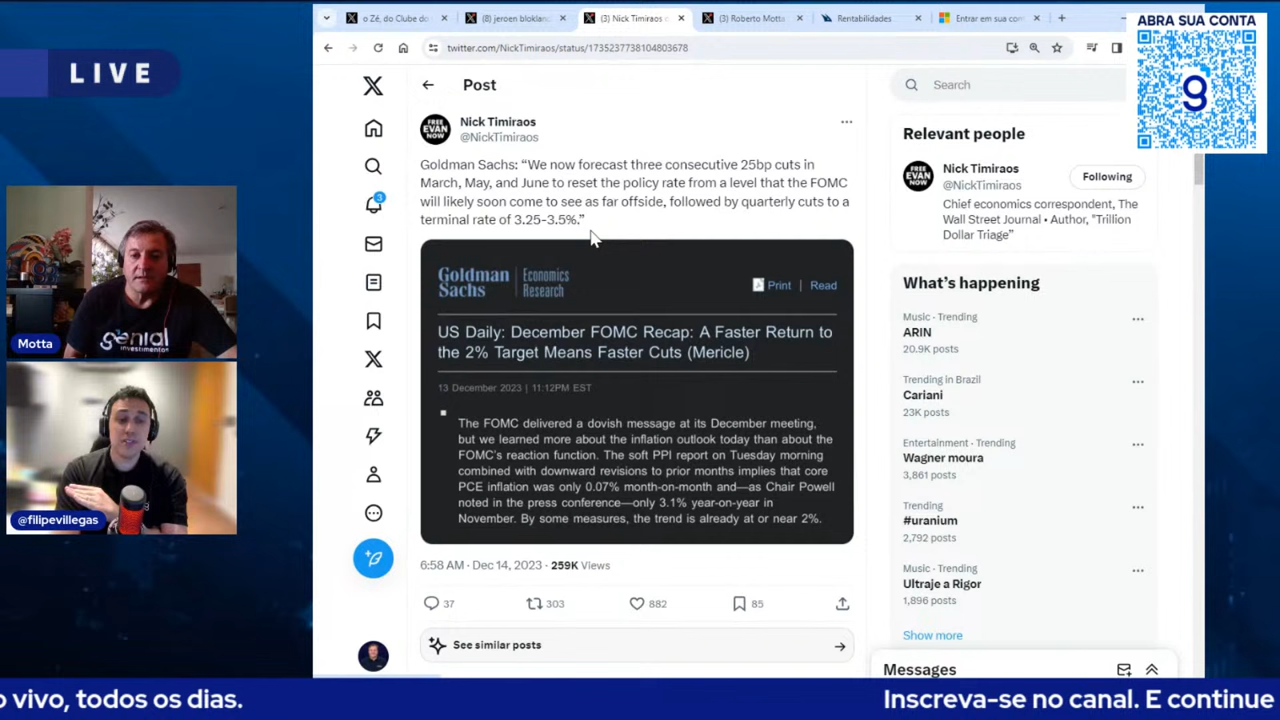 LIVE
o Zé, do Clube do
(8) jeroen blokland
(3) Nick Timiraos n
(3) Roberto Motta
Rentabilidades
Entrar em sua con
twitter.com/NickTimiraos/status/1735237738104803678
ABRA SUA CONTA
g
Post
Nick Timiraos
@NickTimiraos
FREE
EVAN
NOW
Goldman Sachs: “We now forecast three consecutive 25bp cuts in
March, May, and June to reset the policy rate from a level that the FOMC
will likely soon come to see as far offside, followed by quarterly cuts to a
terminal rate of 3.25-3.5%.”
Goldman
Sachs
Economics
Research
Print | Read
US Daily: December FOMC Recap: A Faster Return to
the 2% Target Means Faster Cuts (Mericle)
13 December 2023 | 11:12PM EST
The FOMC delivered a dovish message at its December meeting,
but we learned more about the inflation outlook today than about the
FOMC’s reaction function. The soft PPI report on Tuesday morning
combined with downward revisions to prior months implies that core
PCE inflation was only 0.07% month-on-month and—as Chair Powell
noted in the press conference—only 3.1% year-on-year in
November. By some measures, the trend is already at or near 2%.
6:58 AM · Dec 14, 2023 · 259K Views
37
303
882
85
See similar posts
3
Search
Relevant people
FREE
EVAN
NOW
Nick Timiraos
@NickTimiraos
Following
Chief economics correspondent, The
Wall Street Journal • Author, "Trillion
Dollar Triage”
What’s happening
Music · Trending
ARIN
20.9K posts
Trending in Brazil
Cariani
23K posts
Entertainment · Trending
Wagner moura
3,861 posts
Trending
#uranium
2,792 posts
Music · Trending
Ultraje a Rigor
1,896 posts
Show more
Messages
genial
investimentos
Motta
@filipevillegas
o vivo, todos os dias.
Inscreva-se no canal. E continue